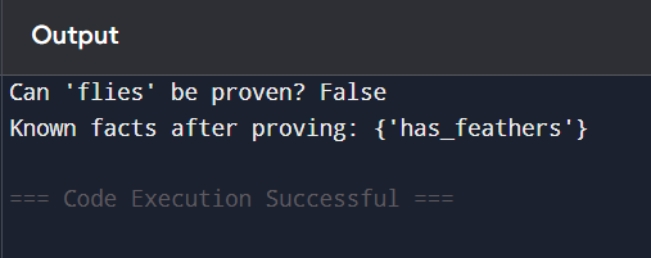 Output
Can 'flies' be proven? False
Known facts after proving: {'has_feathers'}
=== Code Execution Successful ===